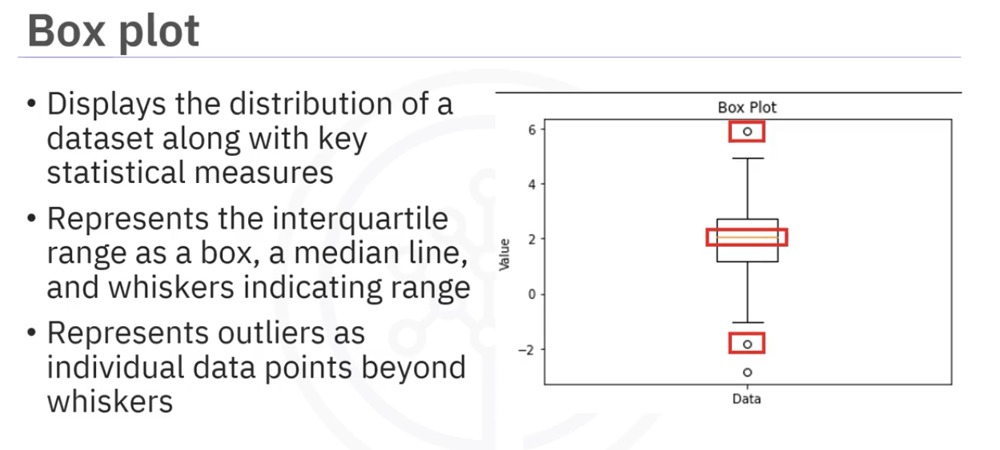 Box plot
• Displays the distribution of a
dataset along with key
statistical measures
• Represents the interquartile
range as a box, a median line,
and whiskers indicating range
• Represents outliers as
individual data points beyond
whiskers
Box Plot
6
4
2
0
−2
Value
Data